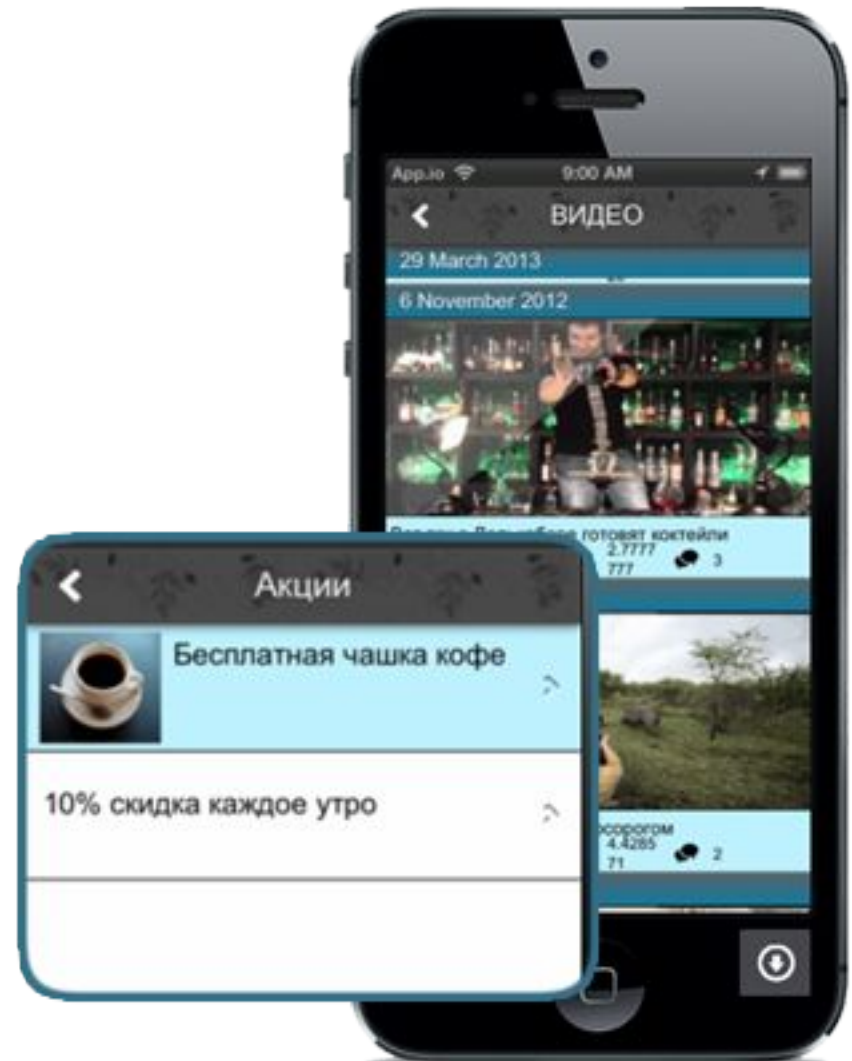 App.io 9:00 AM
ВИДЕО
29 March 2013
6 November 2012
готовят коктейли
2.7777
777
3
Акции
Бесплатная чашка кофе
10% скидка каждое утро
4.4285
71
2